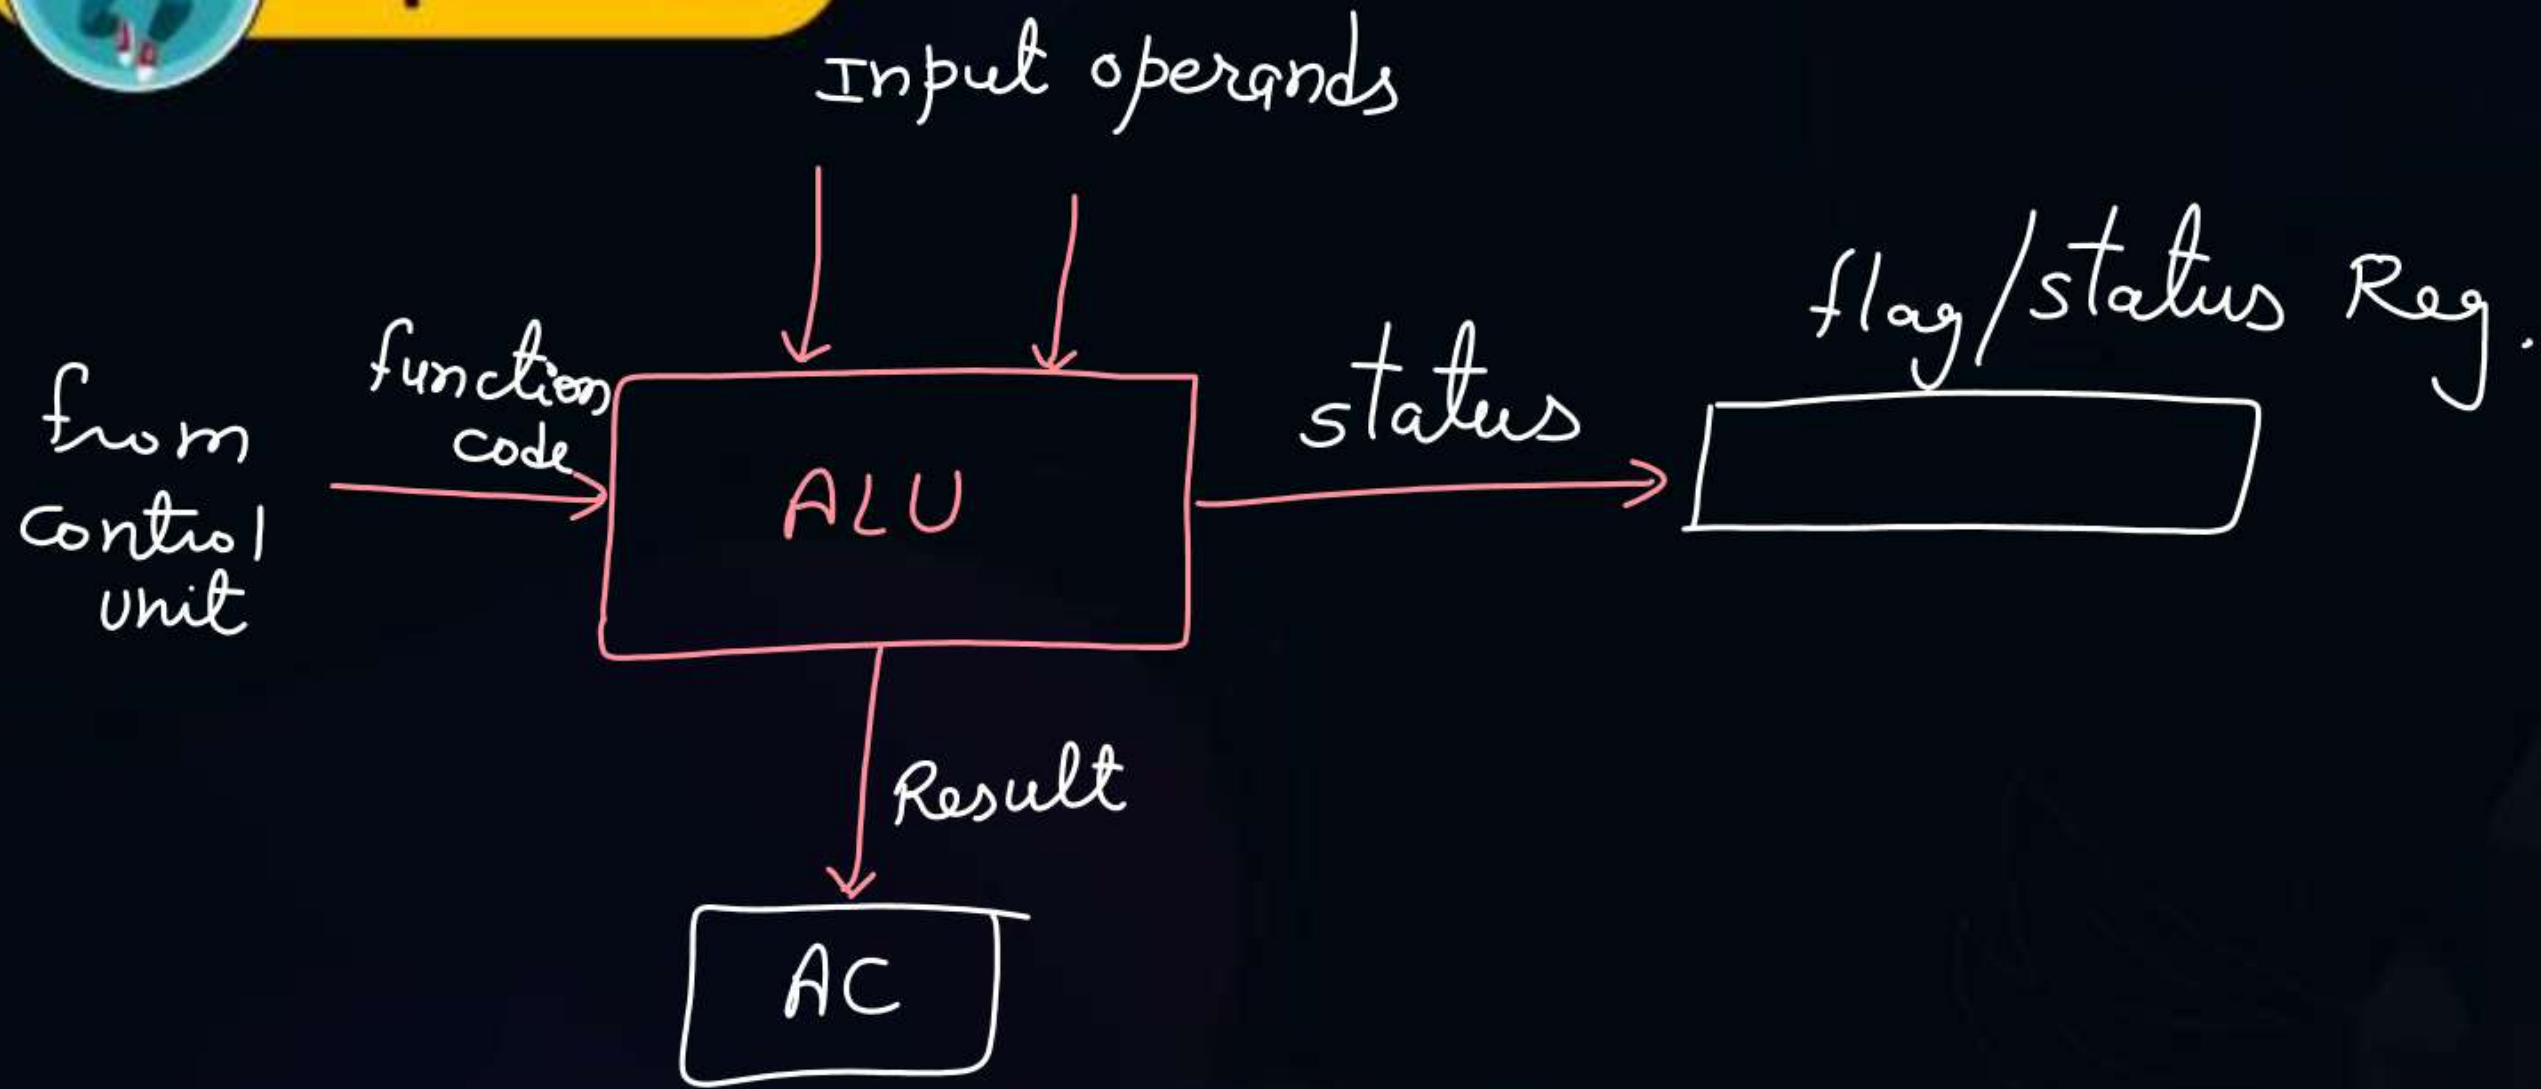 Input operands
flag/status Reg.
function
code
status
from
control
unit
ALU
Result
AC